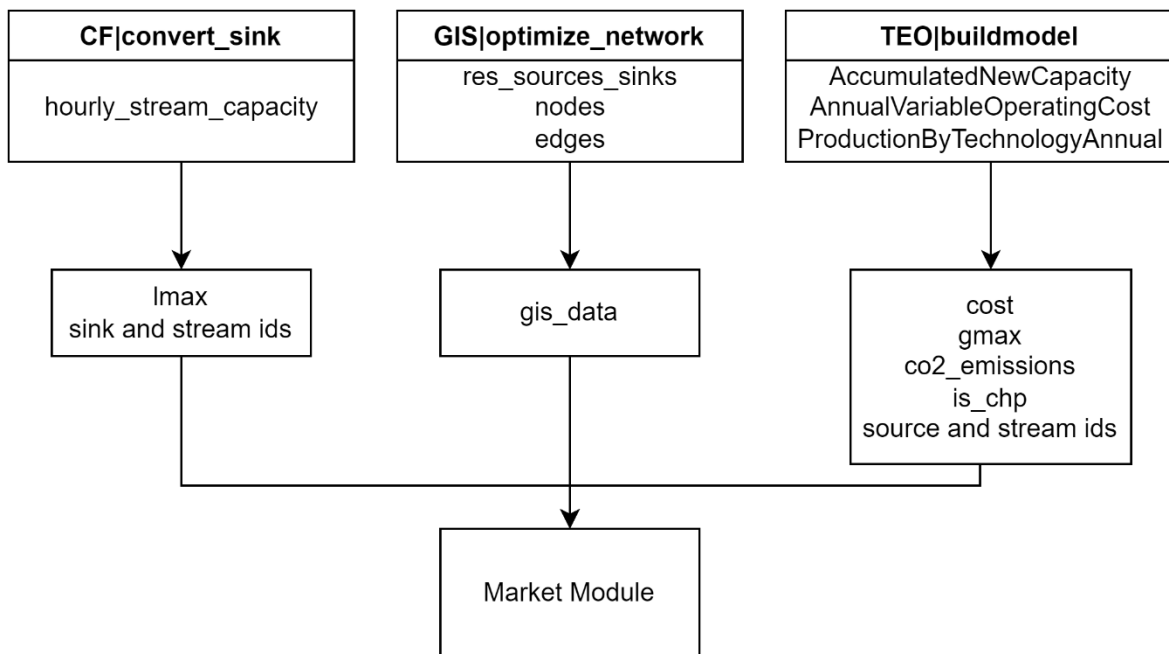 CF|convert_sink
hourly_stream_capacity
GIS|optimize_network
res_sources_sinks
nodes
edges
TEO|buildmodel
AccumulatedNewCapacity
AnnualVariableOperatingCost
ProductionByTechnologyAnnual
lmax
sink and stream ids
gis_data
cost
gmax
co2_emissions
is_chp
source and stream ids
Market Module